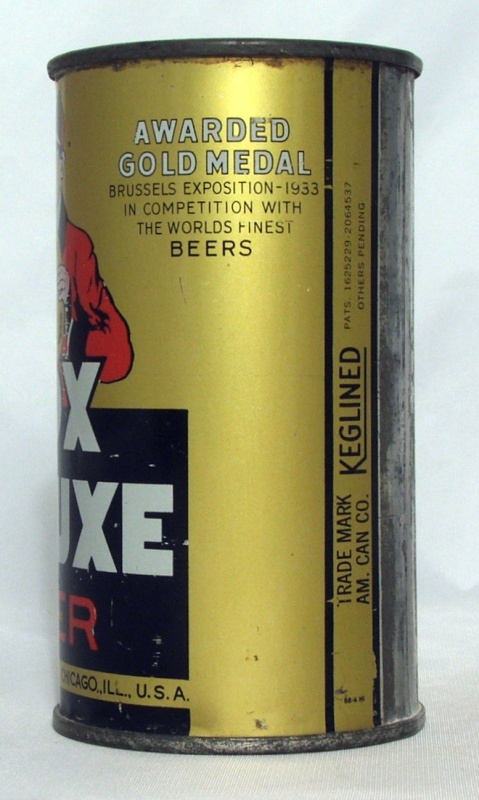 AWARDED
GOLD MEDAL
BRUSSELS EXPOSITION-1933
IN COMPETITION WITH
THE WORLDS FINEST
BEERS
X
UXE
ER
CHICAGO, ILL., U.S.A.
TRADE MARK
AM. CAN CO.
KEGLINED
PATS. 1625229-2064537
OTHERS PENDING